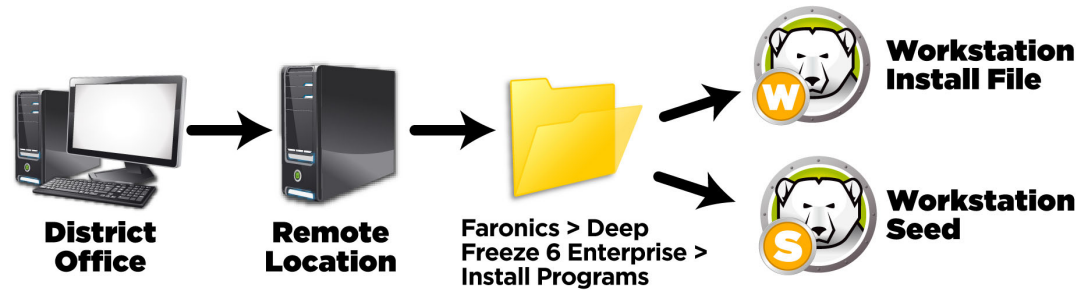 District
Office
Remote
Location
Faronics > Deep
Freeze 6 Enterprise >
Install Programs
W
Workstation
Install File
S
Workstation
Seed